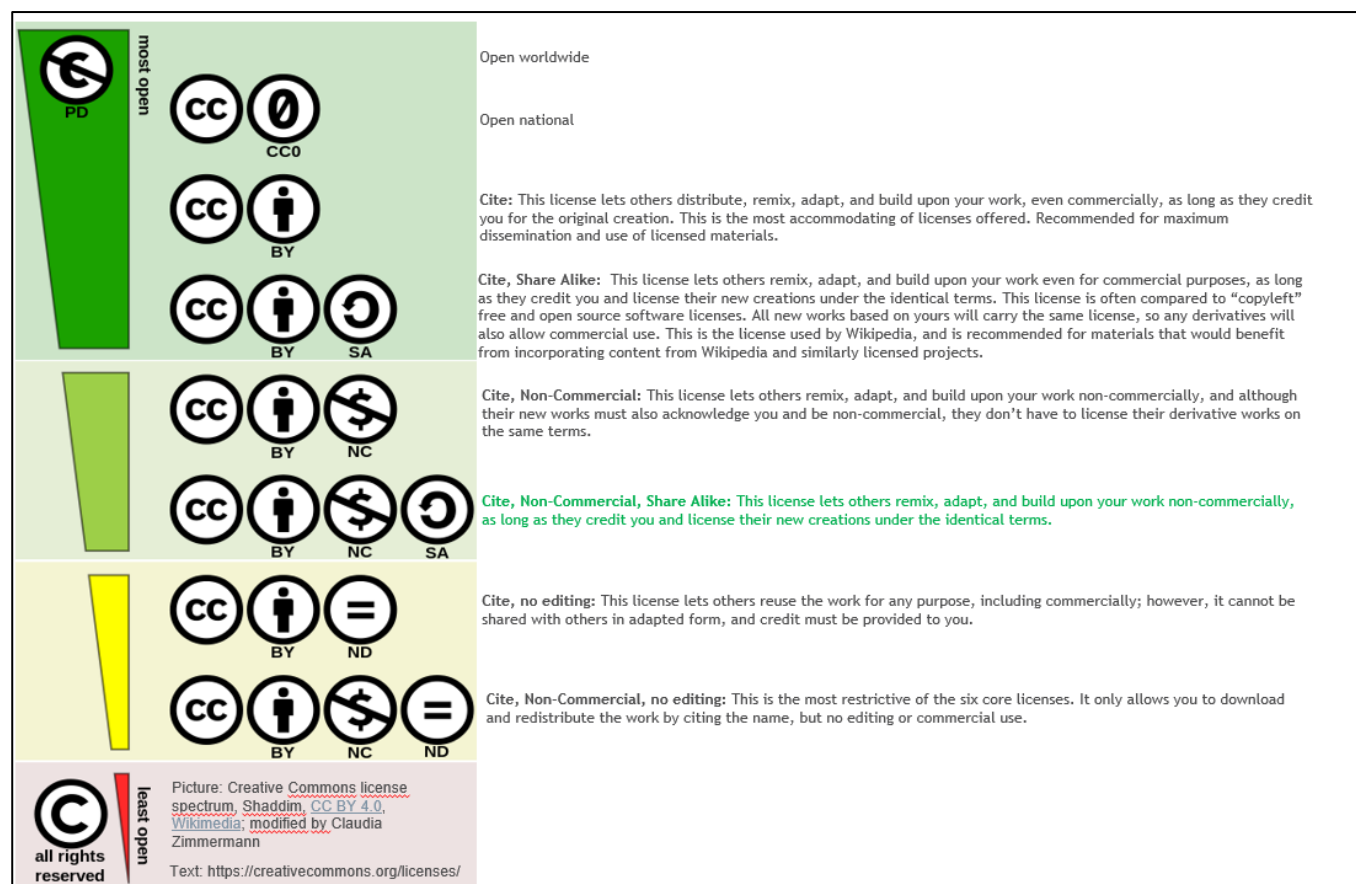 PD
most open
Open worldwide
cc 0
CC0
Open national
cc
BY
Cite: This license lets others distribute, remix, adapt, and build upon your work, even commercially, as long as they credit
you for the original creation. This is the most accommodating of licenses offered. Recommended for maximum
dissemination and use of licensed materials.
cc
BY SA
Cite, Share Alike:  This license lets others remix, adapt, and build upon your work even for commercial purposes, as long
as they credit you and license their new creations under the identical terms. This license is often compared to “copyleft”
free and open source software licenses. All new works based on yours will carry the same license, so any derivatives will
also allow commercial use. This is the license used by Wikipedia, and is recommended for materials that would benefit
from incorporating content from Wikipedia and similarly licensed projects.
cc $
BY NC
Cite, Non-Commercial: This license lets others remix, adapt, and build upon your work non-commercially, and although
their new works must also acknowledge you and be non-commercial, they don’t have to license their derivative works on
the same terms.
cc $
BY NC SA
Cite, Non-Commercial, Share Alike: This license lets others remix, adapt, and build upon your work non-commercially,
as long as they credit you and license their new creations under the identical terms.
cc =
BY ND
Cite, no editing: This license lets others reuse the work for any purpose, including commercially; however, it cannot be
shared with others in adapted form, and credit must be provided to you.
cc $ =
BY NC ND
Cite, Non-Commercial, no editing: This is the most restrictive of the six core licenses. It only allows you to download
and redistribute the work by citing the name, but no editing or commercial use.
C
all rights
reserved
least open
Picture: Creative Commons license
spectrum, Shaddim, CC BY 4.0,
Wikimedia; modified by Claudia
Zimmermann
Text: https://creativecommons.org/licenses/